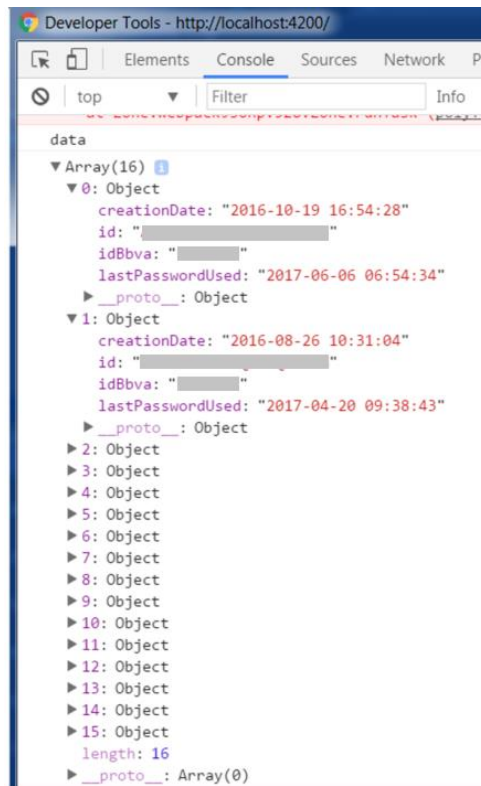 Developer Tools - http://localhost:4200/
Elements Console Sources Network P
top ▼ Filter Info
data
▼Array(16) i
▼0: Object
creationDate: "2016-10-19 16:54:28"
id: " "
idBbva: " "
lastPasswordUsed: "2017-06-06 06:54:34"
▶__proto__: Object
▼1: Object
creationDate: "2016-08-26 10:31:04"
id: " "
idBbva: " "
lastPasswordUsed: "2017-04-20 09:38:43"
▶__proto__: Object
▶2: Object
▶3: Object
▶4: Object
▶5: Object
▶6: Object
▶7: Object
▶8: Object
▶9: Object
▶10: Object
▶11: Object
▶12: Object
▶13: Object
▶14: Object
▶15: Object
length: 16
▶__proto__: Array(0)